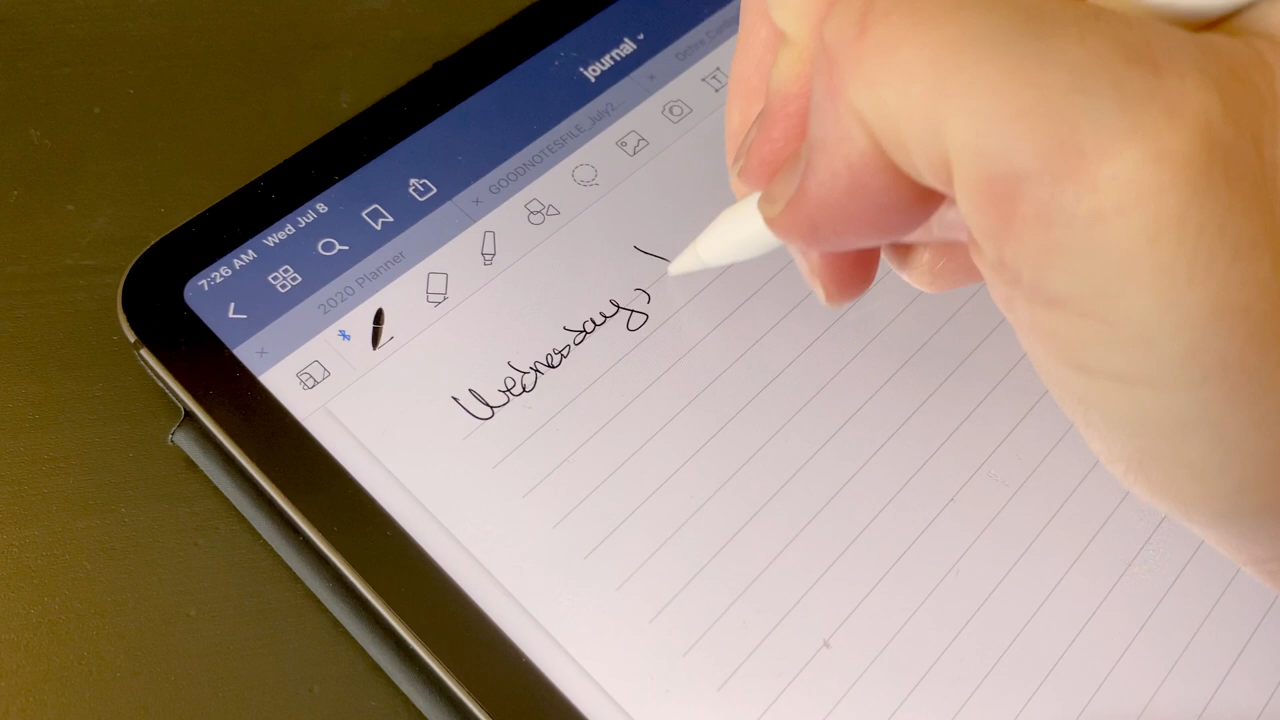 7:26 AM Wed Jul 8
journal
2020 Planner
GOODNOTESFILE_July2...
Wednesday,